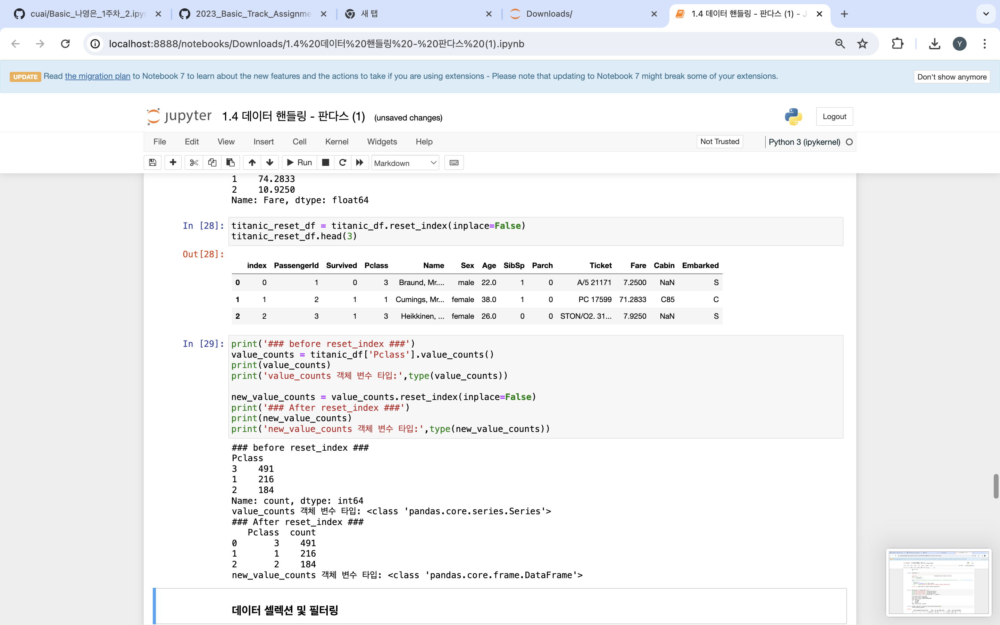 cuai/Basic_나영은_1주차_2.ipyn
2023_Basic_Track_Assignme
새 탭
Downloads/
1.4 데이터 핸들링 - 판다스 (1) - J
localhost:8888/notebooks/Downloads/1.4%20데이터%20핸들링%20-%20판다스%20(1).ipynb
Y
UPDATE Read the migration plan to Notebook 7 to learn about the new features and the actions to take if you are using extensions - Please note that updating to Notebook 7 might break some of your extensions.
Don't show anymore
jupyter 1.4 데이터 핸들링 - 판다스 (1) (unsaved changes)
Logout
File Edit View Insert Cell Kernel Widgets Help
Not Trusted
Python 3 (ipykernel)
Run
Markdown
1    74.2833
2    10.9250
Name: Fare, dtype: float64
In [28]: titanic_reset_df = titanic_df.reset_index(inplace=False)
titanic_reset_df.head(3)
Out[28]:
index PassengerId Survived Pclass Name Sex Age SibSp Parch Ticket Fare Cabin Embarked
0 0 1 0 3 Braund, Mr.... male 22.0 1 0 A/5 21171 7.2500 NaN S
1 1 2 1 1 Cumings, Mr... female 38.0 1 0 PC 17599 71.2833 C85 C
2 2 3 1 3 Heikkinen, ... female 26.0 0 0 STON/O2. 31... 7.9250 NaN S
In [29]: print('### before reset_index ###')
value_counts = titanic_df['Pclass'].value_counts()
print(value_counts)
print('value_counts 객체 변수 타입:',type(value_counts))
new_value_counts = value_counts.reset_index(inplace=False)
print('### After reset_index ###')
print(new_value_counts)
print('new_value_counts 객체 변수 타입:',type(new_value_counts))
### before reset_index ###
Pclass
3    491
1    216
2    184
Name: count, dtype: int64
value_counts 객체 변수 타입: <class 'pandas.core.series.Series'>
### After reset_index ###
   Pclass  count
0       3    491
1       1    216
2       2    184
new_value_counts 객체 변수 타입: <class 'pandas.core.frame.DataFrame'>
데이터 셀렉션 및 필터링